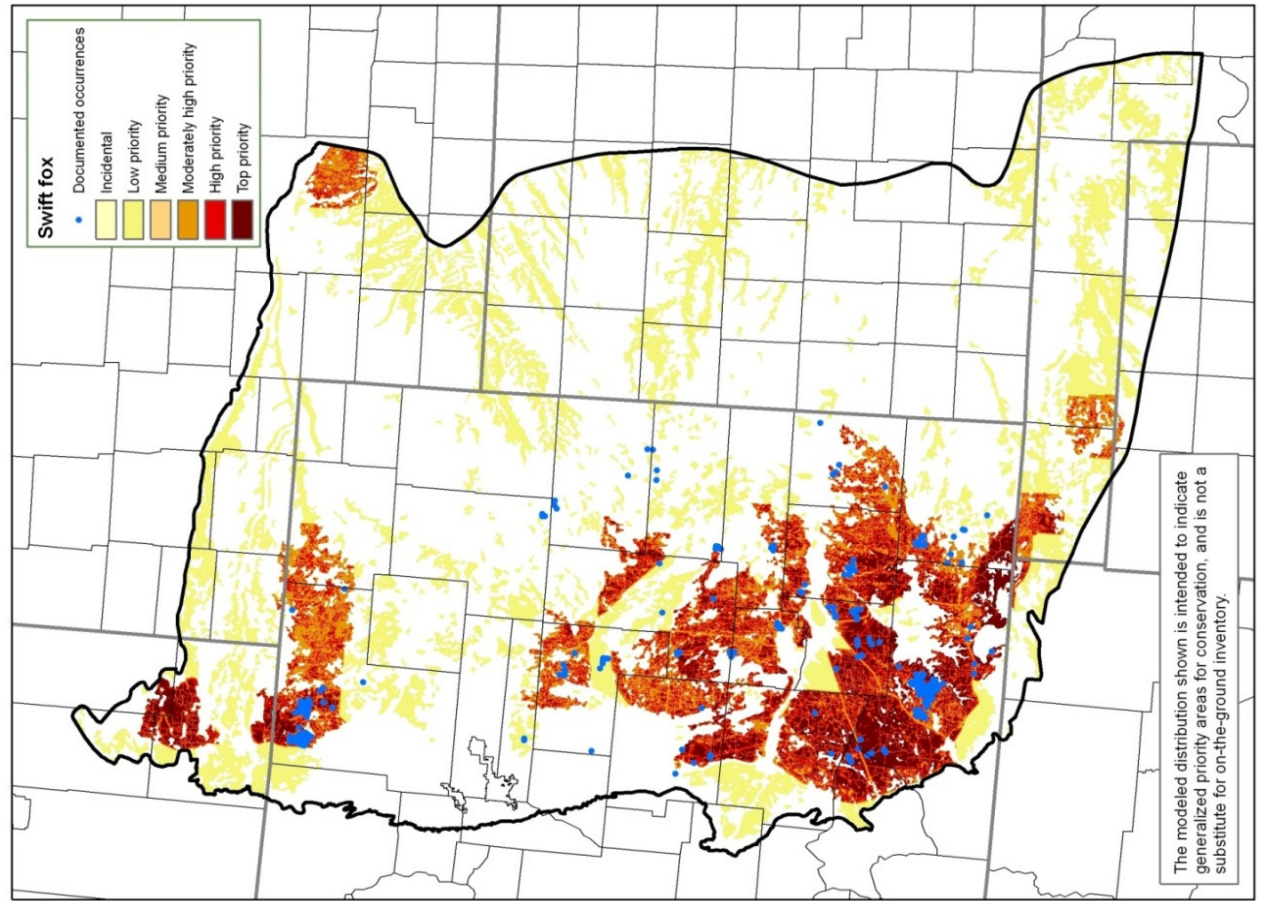 Swift fox
Documented occurrences
Incidental
Low priority
Medium priority
Moderately high priority
High priority
Top priority
The modeled distribution shown is intended to indicate
generalized priority areas for conservation, and is not a
substitute for on-the-ground inventory.